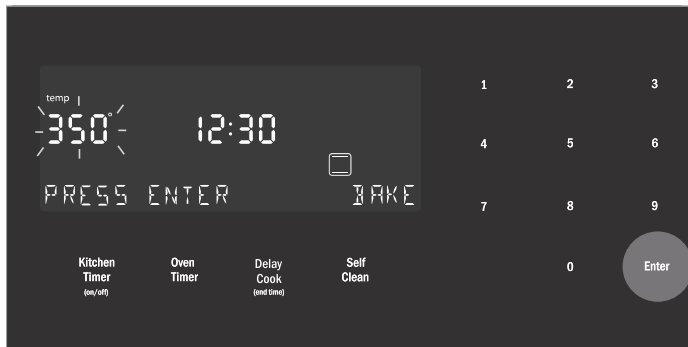 temp
350° 12:30
PRESS ENTER BAKE
1 2 3
4 5 6
7 8 9
0 Enter
Kitchen Timer (on/off)
Oven Timer
Delay Cook (end time)
Self Clean